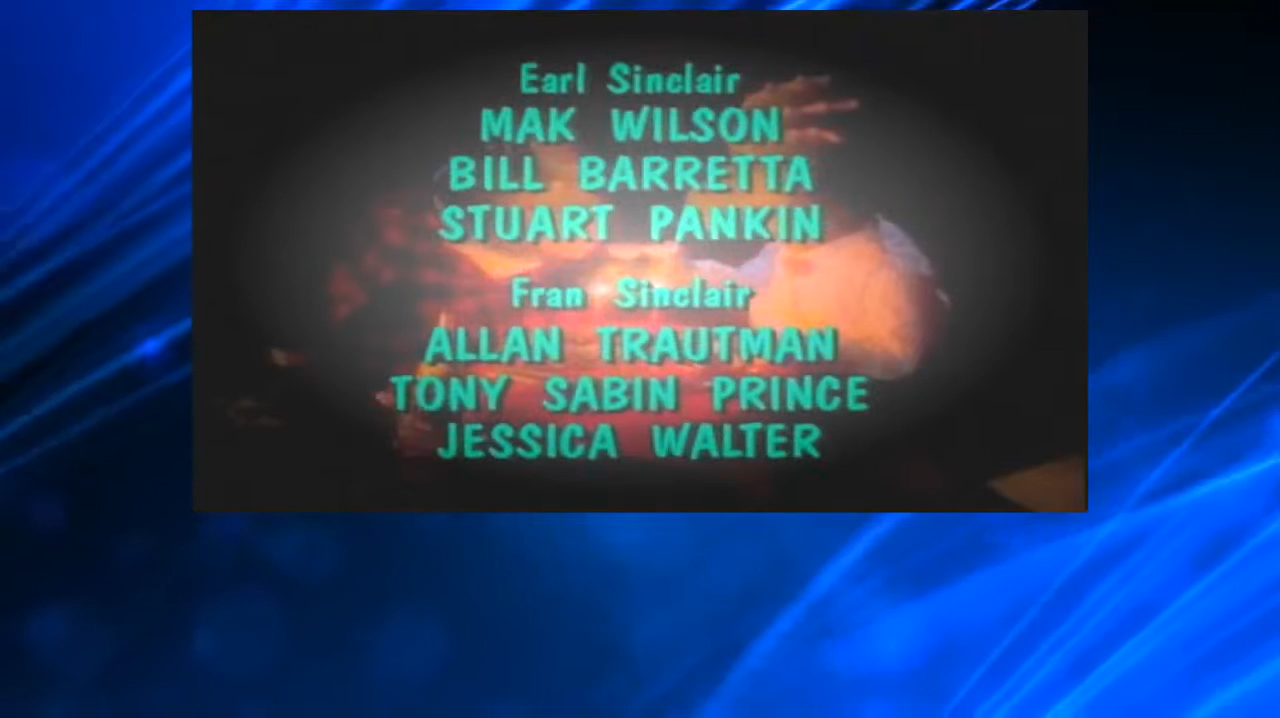 Earl Sinclair
MAK WILSON
BILL BARRETTA
STUART PANKIN
Fran Sinclair
ALLAN TRAUTMAN
TONY SABIN PRINCE
JESSICA WALTER